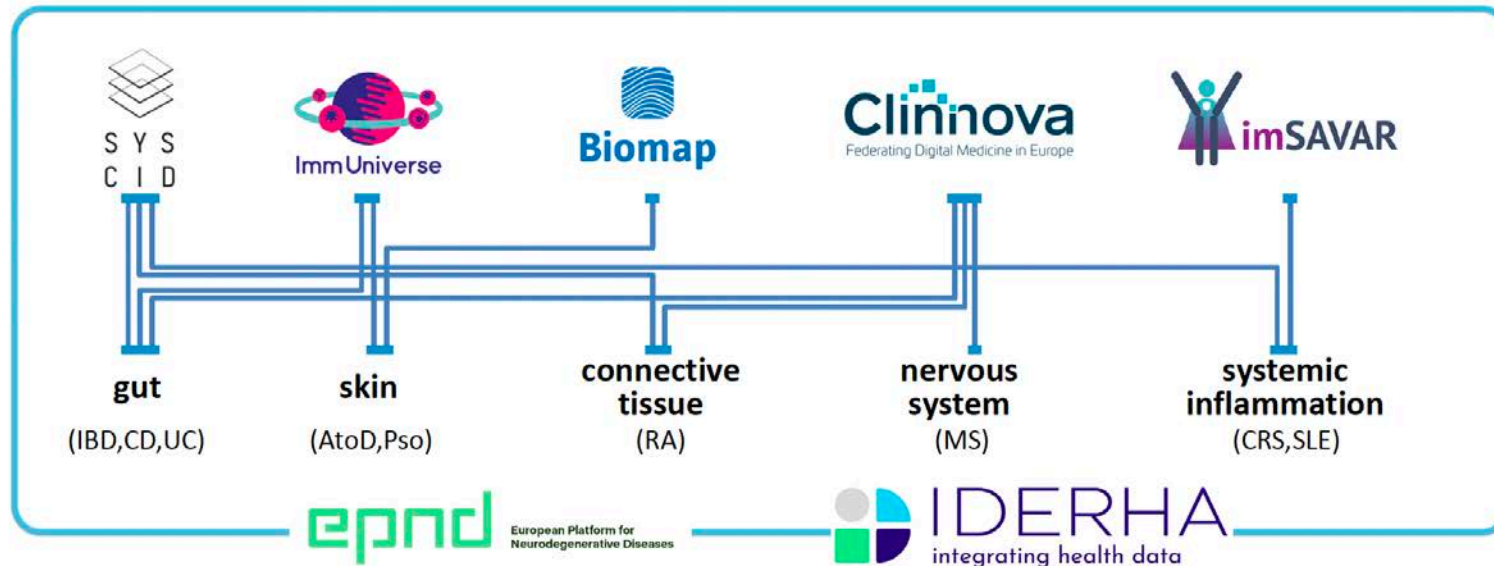 S Y S
C I D
ImmUniverse
Biomap
Clinnova
Federating Digital Medicine in Europe
imSAVAR
gut
(IBD,CD,UC)
skin
(AtoD,Pso)
connective
tissue
(RA)
nervous
system
(MS)
systemic
inflammation
(CRS,SLE)
epnd
European Platform for
Neurodegenerative Diseases
IDERHA
integrating health data